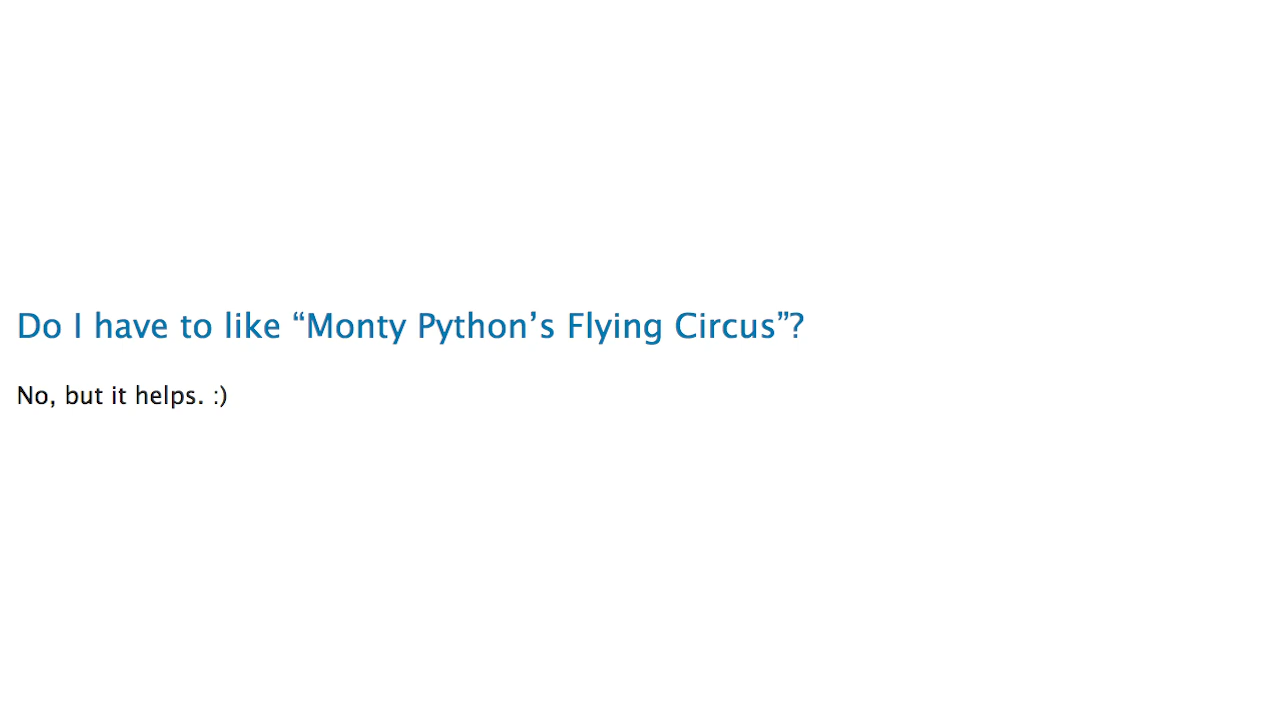 Do I have to like “Monty Python’s Flying Circus”?
No, but it helps. :)